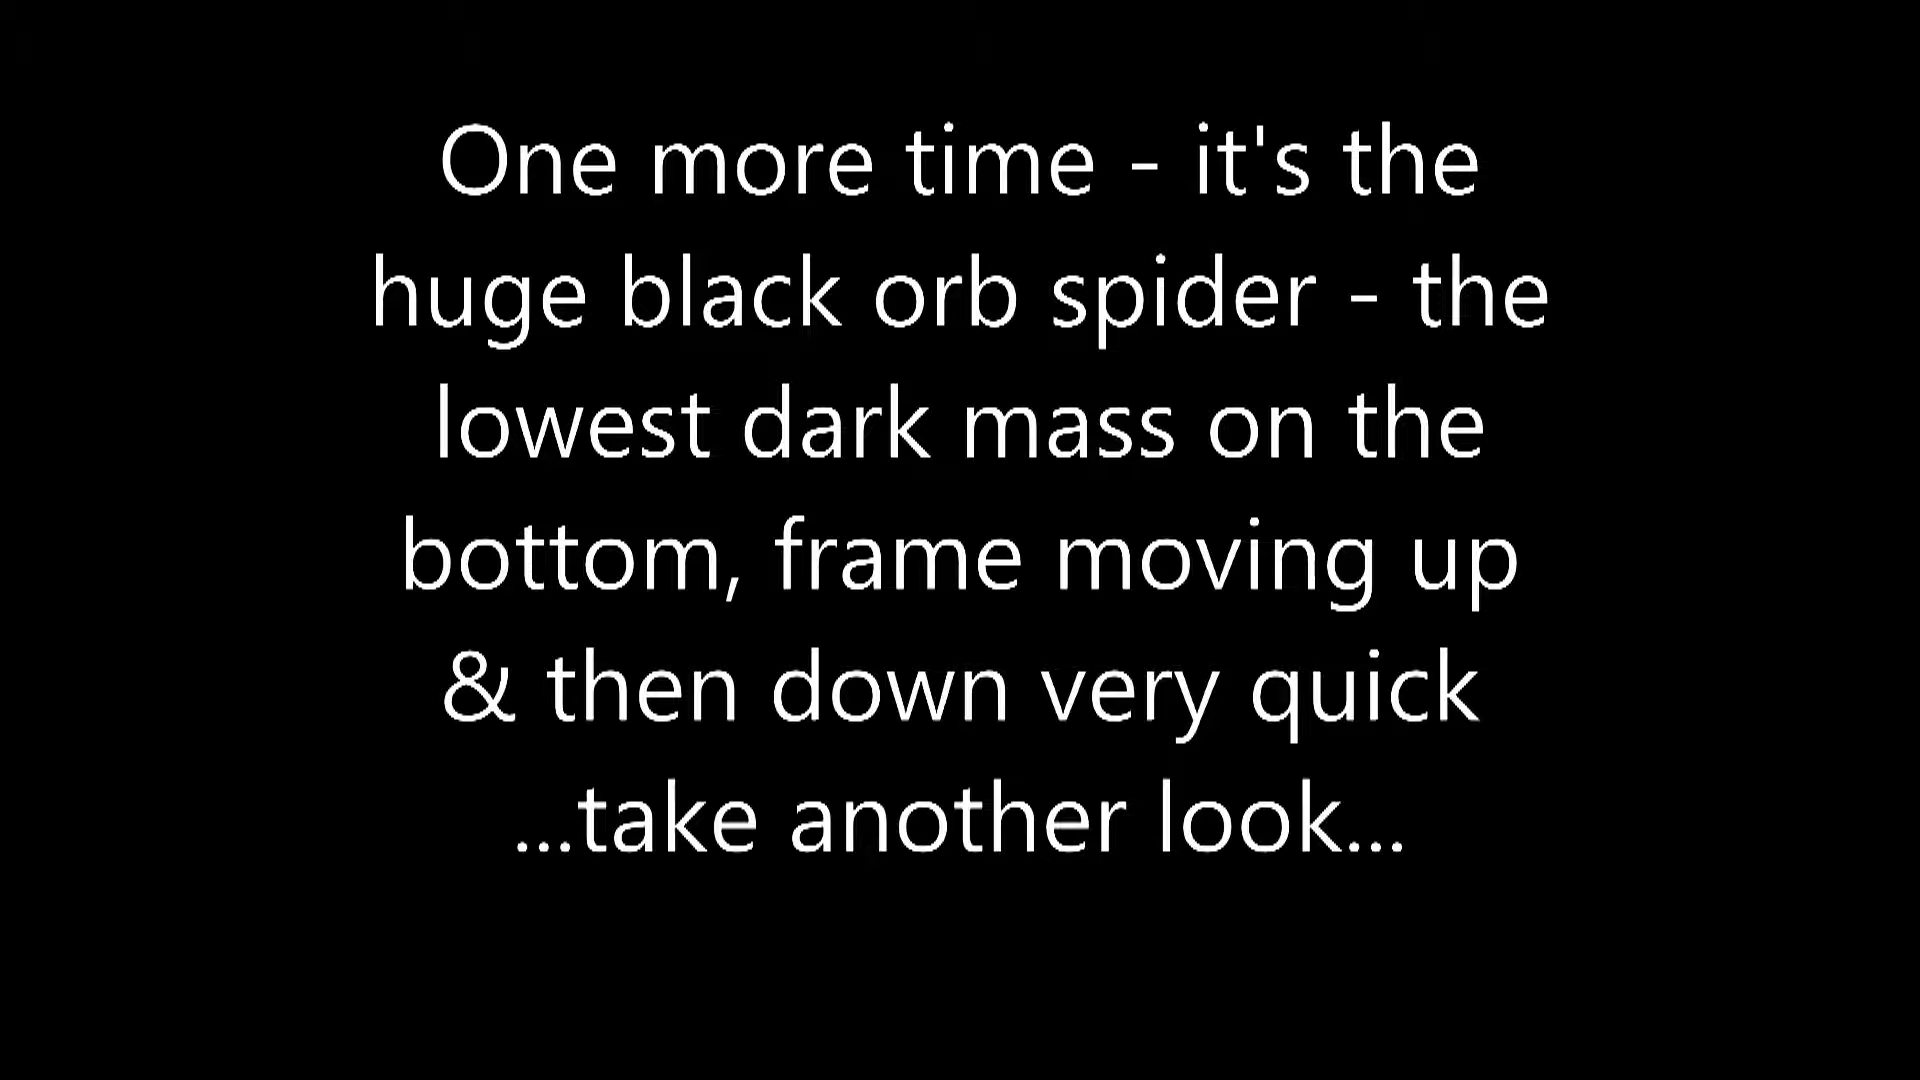 One more time - it's the
huge black orb spider - the
lowest dark mass on the
bottom, frame moving up
& then down very quick
...take another look...